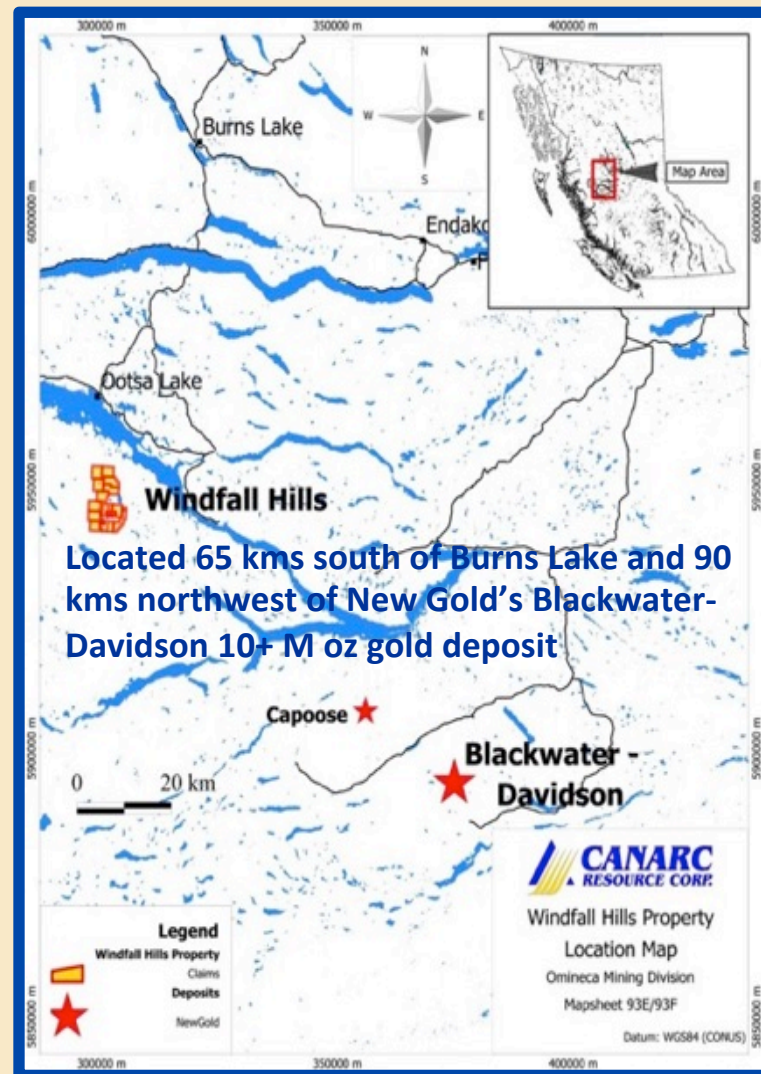 300000 m
350000 m
400000 m
N
W
E
S
Burns Lake
Map Area
6000000 m
6000000 m
Endako
Ootsa Lake
5950000 m
5950000 m
Windfall Hills
Located 65 kms south of Burns Lake and 90
kms northwest of New Gold’s Blackwater-
Davidson 10+ M oz gold deposit
Capoose
5900000 m
5900000 m
0
20 km
Blackwater -
Davidson
CANARC
RESOURCE CORP.
Windfall Hills Property
Location Map
Omineca Mining Division
Mapsheet 93E/93F
Datum: WGS84 (CONUS)
Legend
Windfall Hills Property
Claims
Deposits
NewGold
5850000 m
5850000 m
300000 m
350000 m
400000 m